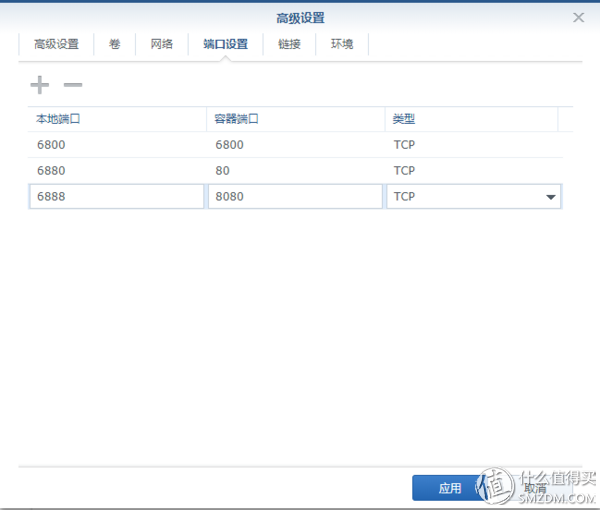 高级设置
高级设置 卷 网络 端口设置 链接 环境
本地端口 容器端口 类型
6800 6800 TCP
6880 80 TCP
6888 8080 TCP
应用 取消
值 什么值得买
SMZDM.COM